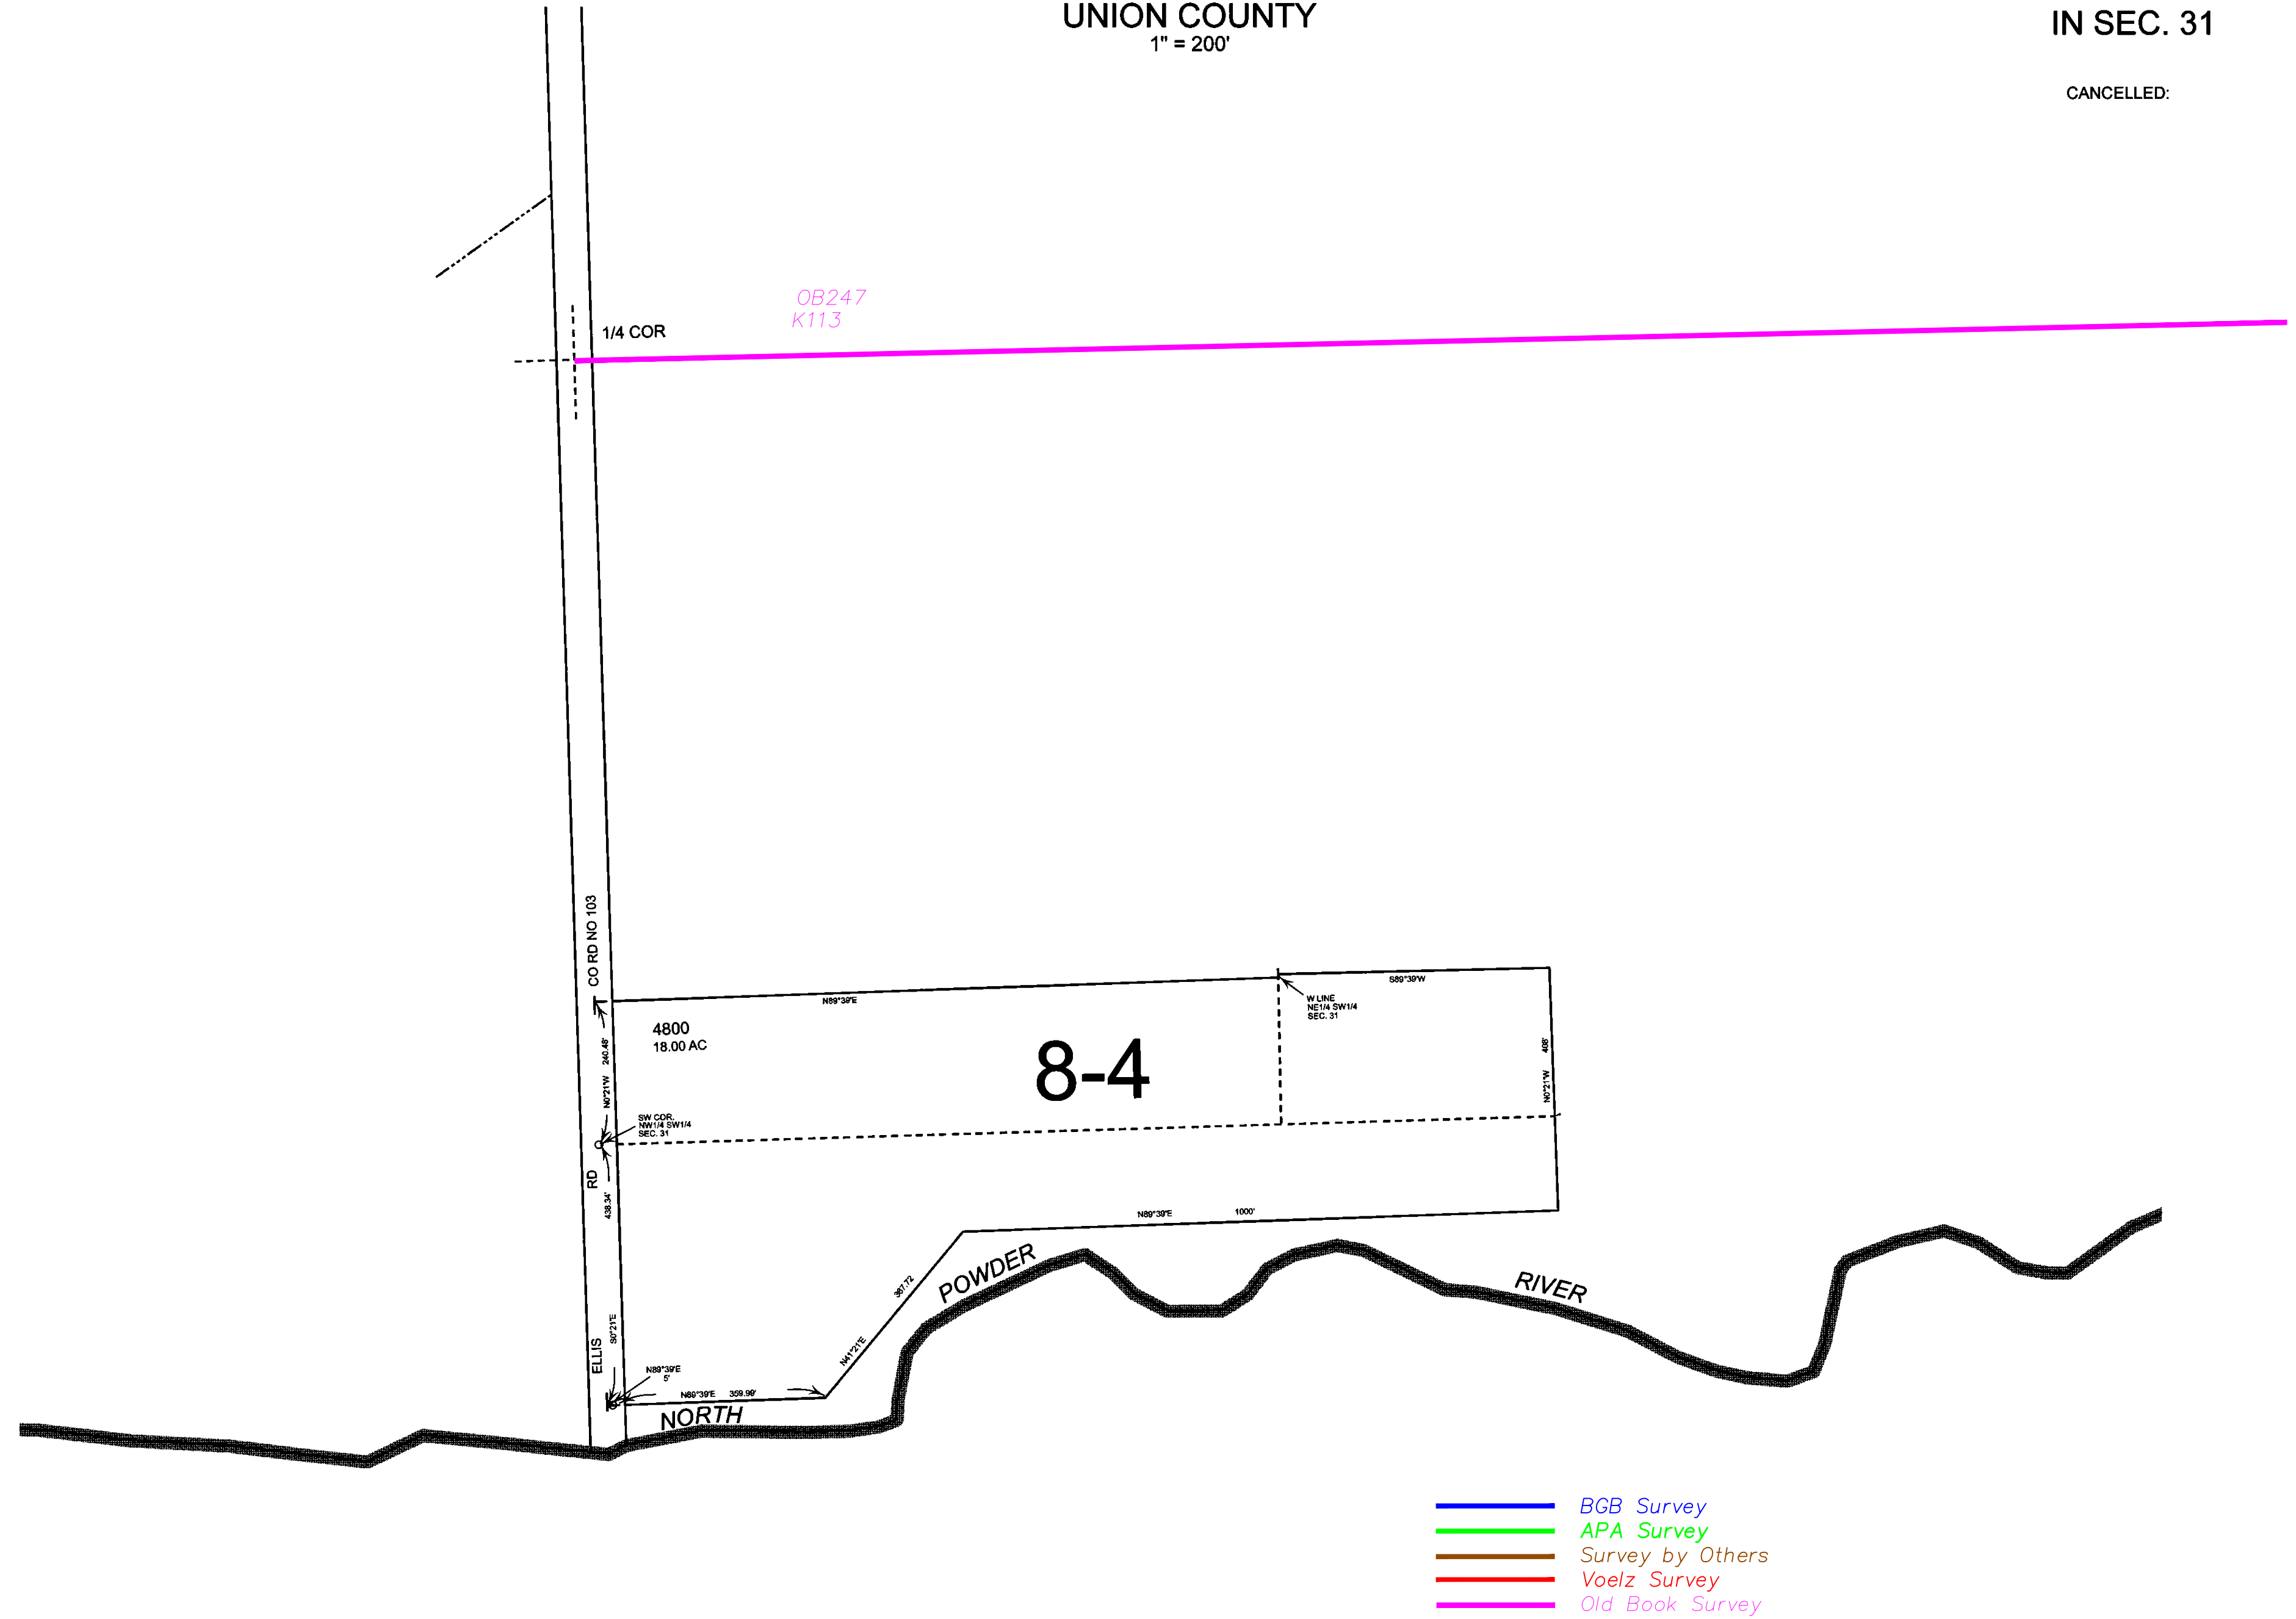 UNION COUNTY
1" = 200'
IN SEC. 31
CANCELLED:
OB247
K113
1/4 COR
CO RD NO 103
N89°39'E
S89°39'W
W LINE
NE1/4 SW1/4
SEC. 31
4800
18.00 AC
8-4
240.48'
N0°21'W
408'
N0°21'W
SW COR.
NW1/4 SW1/4
SEC. 31
RD
438.34'
N89°39'E 1000'
POWDER
RIVER
387.72
N41°21'E
S0°21'E
ELLIS
N89°39'E
5'
N89°39'E 359.99'
NORTH
BGB Survey
APA Survey
Survey by Others
Voelz Survey
Old Book Survey